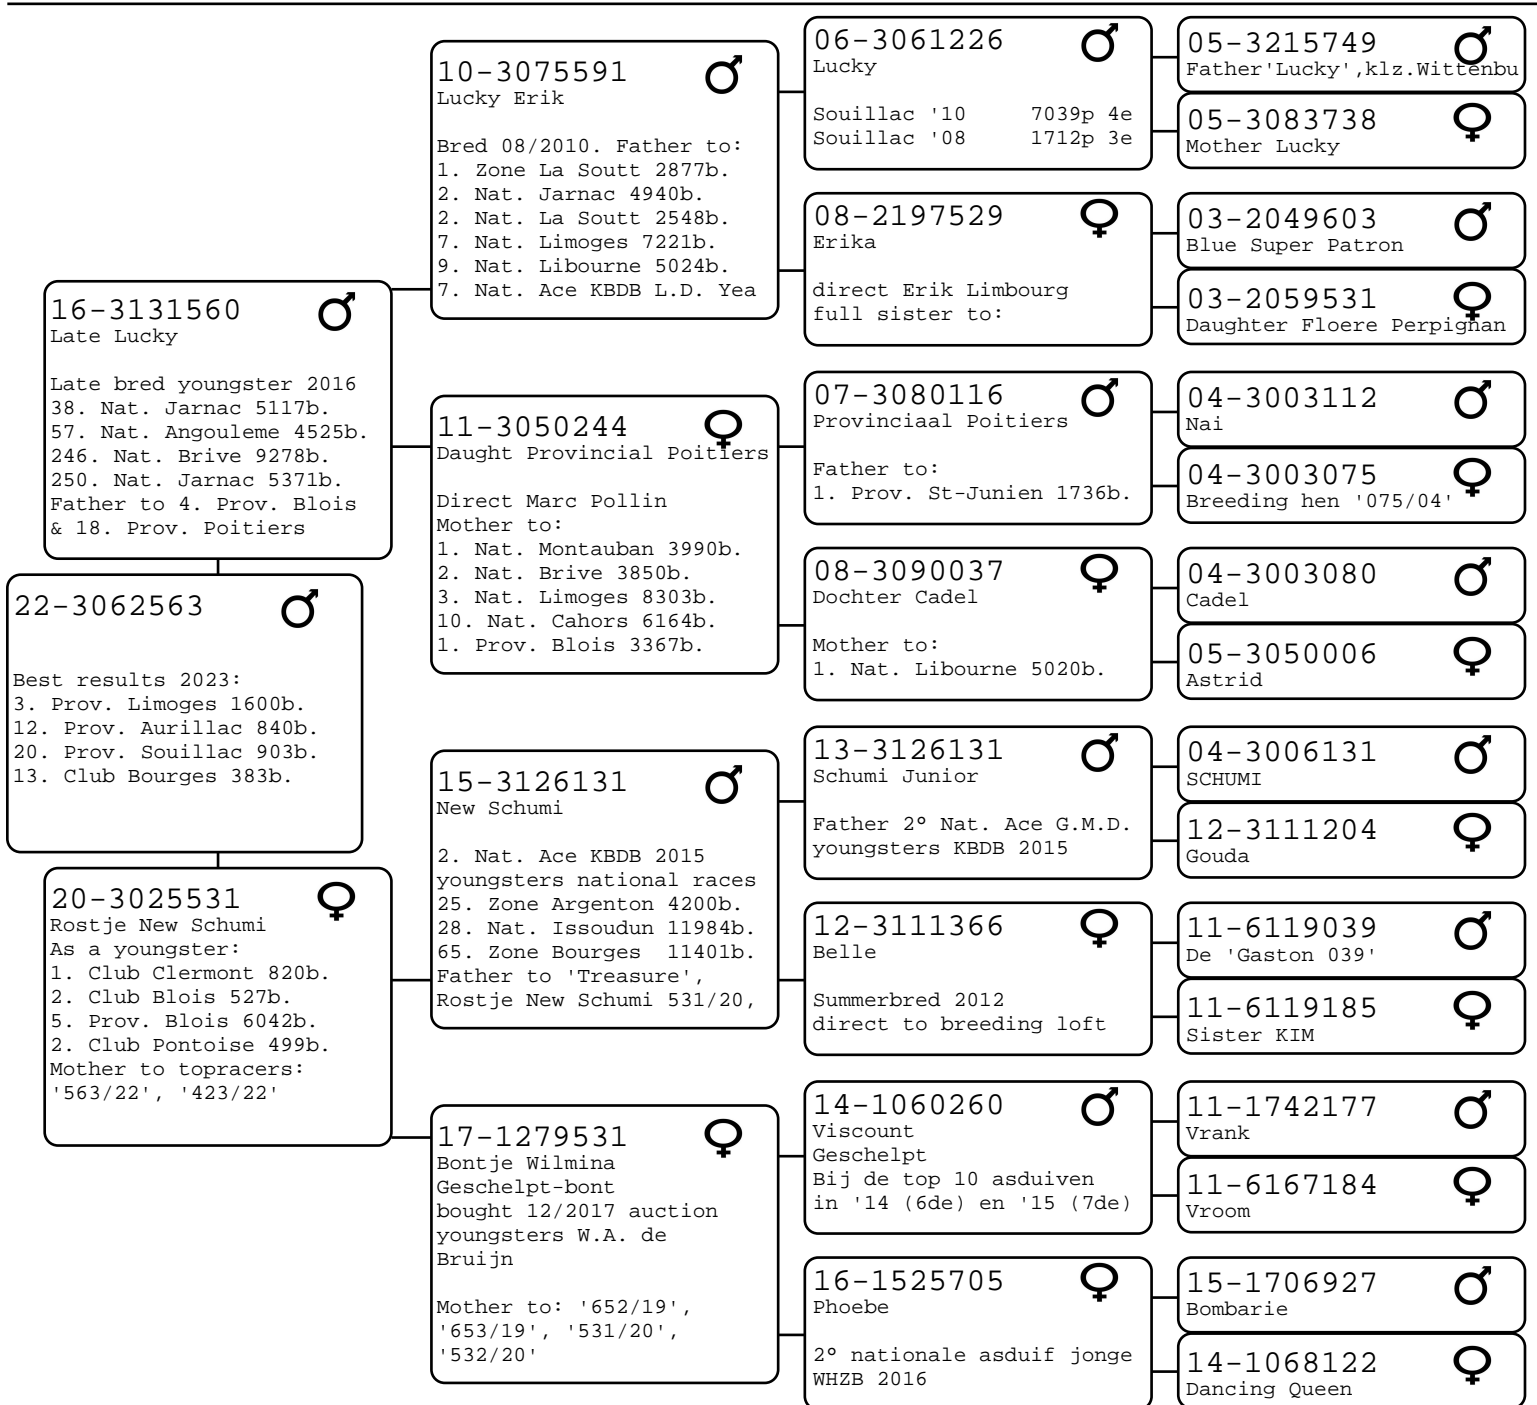 22-3062563
Best results 2023:
3. Prov. Limoges 1600b.
12. Prov. Aurillac 840b.
20. Prov. Souillac 903b.
13. Club Bourges 383b.
16-3131560
Late Lucky
Late bred youngster 2016
38. Nat. Jarnac 5117b.
57. Nat. Angouleme 4525b.
246. Nat. Brive 9278b.
250. Nat. Jarnac 5371b.
Father to 4. Prov. Blois
& 18. Prov. Poitiers
20-3025531
Rostje New Schumi
As a youngster:
1. Club Clermont 820b.
2. Club Blois 527b.
5. Prov. Blois 6042b.
2. Club Pontoise 499b.
Mother to topracers:
'563/22', '423/22'
10-3075591
Lucky Erik
Bred 08/2010. Father to:
1. Zone La Soutt 2877b.
2. Nat. Jarnac 4940b.
2. Nat. La Soutt 2548b.
7. Nat. Limoges 7221b.
9. Nat. Libourne 5024b.
7. Nat. Ace KBDB L.D. Yea
11-3050244
Daught Provincial Poitiers
Direct Marc Pollin
Mother to:
1. Nat. Montauban 3990b.
2. Nat. Brive 3850b.
3. Nat. Limoges 8303b.
10. Nat. Cahors 6164b.
1. Prov. Blois 3367b.
15-3126131
New Schumi
2. Nat. Ace KBDB 2015
youngsters national races
25. Zone Argenton 4200b.
28. Nat. Issoudun 11984b.
65. Zone Bourges 11401b.
Father to 'Treasure',
Rostje New Schumi 531/20,
17-1279531
Bontje Wilmina
Geschelpt-bont
bought 12/2017 auction
youngsters W.A. de
Bruijn
Mother to: '652/19',
'653/19', '531/20',
'532/20'
06-3061226
Lucky
Souillac '10 7039p 4e
Souillac '08 1712p 3e
08-2197529
Erika
direct Erik Limbourg
full sister to:
07-3080116
Provinciaal Poitiers
Father to:
1. Prov. St-Junien 1736b.
08-3090037
Dochter Cadel
Mother to:
1. Nat. Libourne 5020b.
13-3126131
Schumi Junior
Father 2° Nat. Ace G.M.D.
youngsters KBDB 2015
12-3111366
Belle
Summerbred 2012
direct to breeding loft
14-1060260
Viscount
Geschelpt
Bij de top 10 asduiven
in '14 (6de) en '15 (7de)
16-1525705
Phoebe
2° nationale asduif jonge
WHZB 2016
05-3215749
Father'Lucky',klz.Wittenbu
05-3083738
Mother Lucky
03-2049603
Blue Super Patron
03-2059531
Daughter Floere Perpignan
04-3003112
Nai
04-3003075
Breeding hen '075/04'
04-3003080
Cadel
05-3050006
Astrid
04-3006131
SCHUMI
12-3111204
Gouda
11-6119039
De 'Gaston 039'
11-6119185
Sister KIM
11-1742177
Vrank
11-6167184
Vroom
15-1706927
Bombarie
14-1068122
Dancing Queen